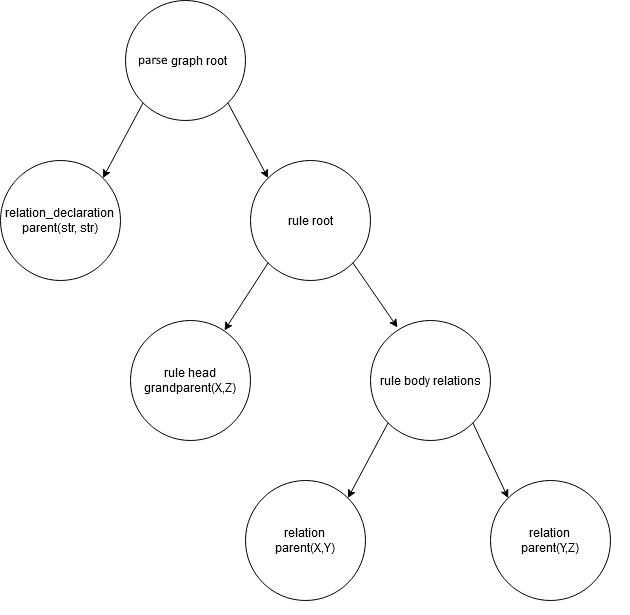 parse graph root
relation_declaration
parent(str, str)
rule root
rule head
grandparent(X,Z)
rule body relations
relation
parent(X,Y)
relation
parent(Y,Z)